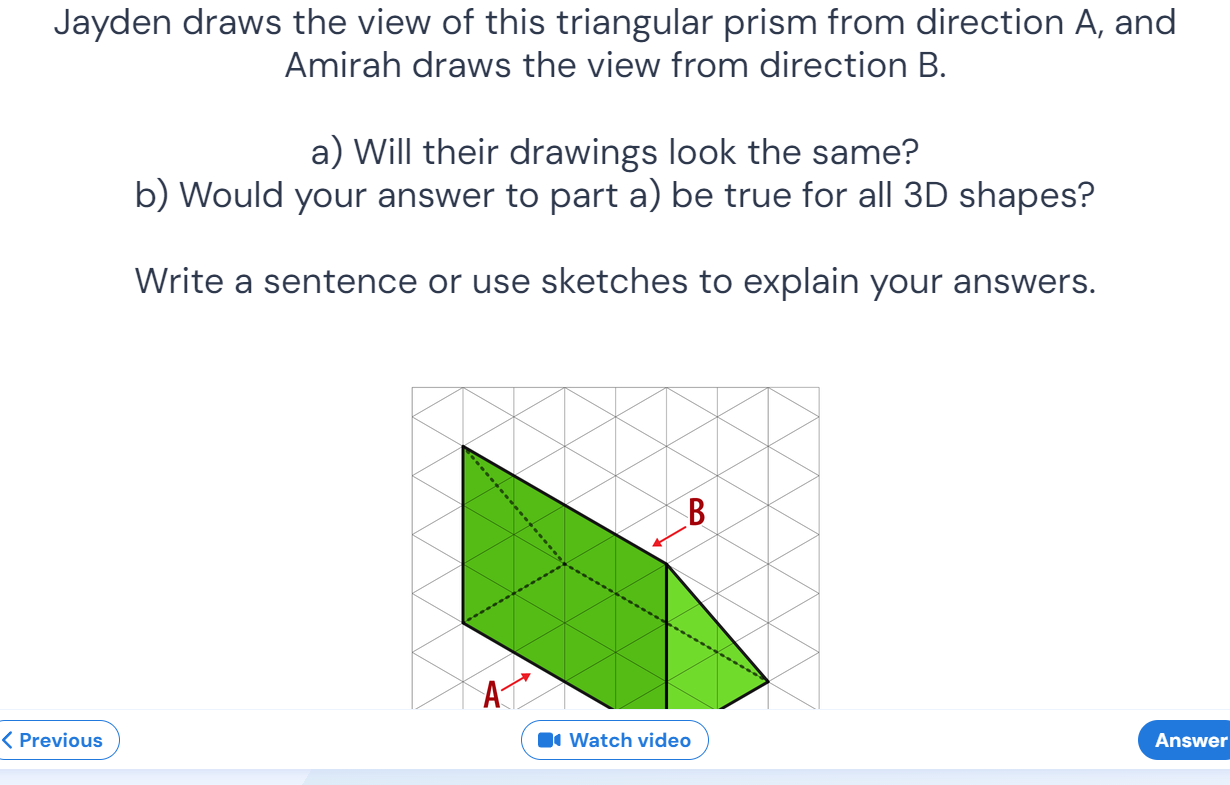 Jayden draws the view of this triangular prism from direction A, and
Amirah draws the view from direction B.
a) Will their drawings look the same?
b) Would your answer to part a) be true for all 3D shapes?
Write a sentence or use sketches to explain your answers.
B
A
Previous
Watch video
Answer